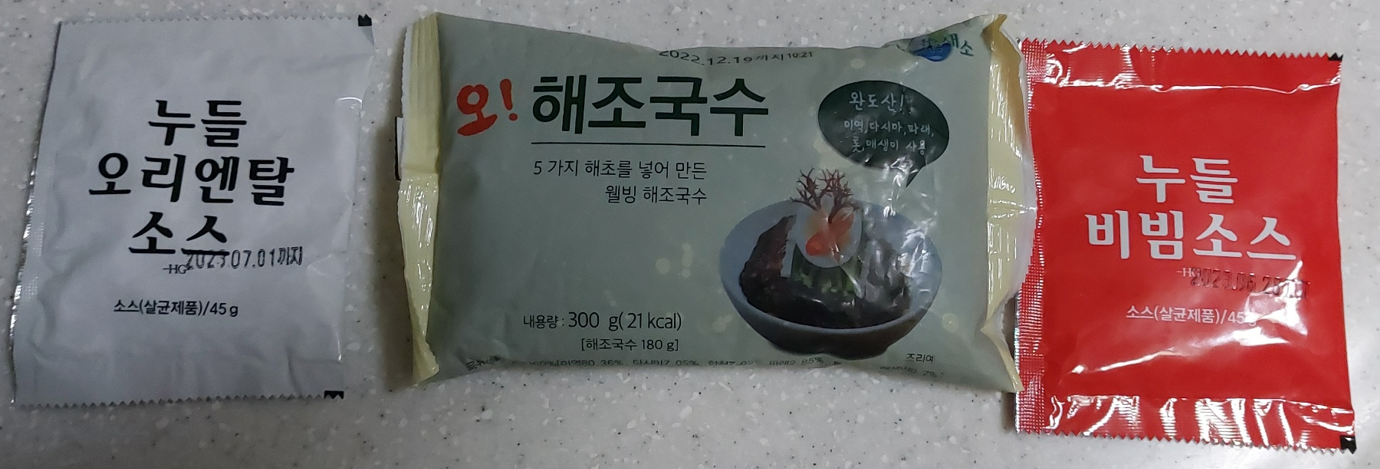 누들
오리엔탈
소스
2023.07.01까지
-HG-
소스(살균제품)/45g
2022.12.19까지
오! 해조국수
5가지 해초를 넣어 만든
웰빙 해조국수
완도산!
미역,다시마,파래,
톳,매생이 사용
내용량 : 300 g(21 kcal)
[해조국수 180 g]
누들
비빔소스
소스(살균제품)/45g